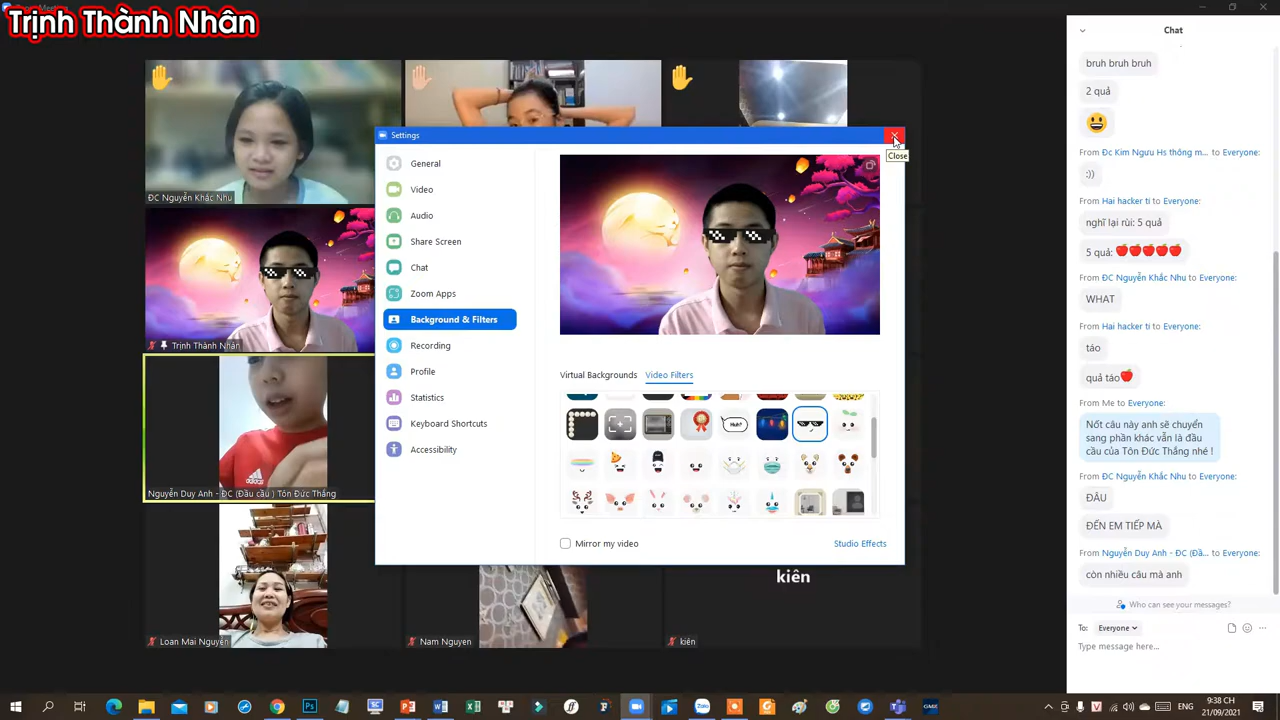 Trịnh Thành Nhân
ĐC Nguyễn Khắc Nhu
Trịnh Thành Nhân
Nguyễn Duy Anh - ĐC (Đầu cầu ) Tôn Đức Thắng
Loan Mai Nguyễn
Nam Nguyen
kiên
kiên
Settings
Close
General
Video
Audio
Share Screen
Chat
Zoom Apps
Background & Filters
Recording
Profile
Statistics
Keyboard Shortcuts
Accessibility
Virtual Backgrounds
Video Filters
Huh?
Mirror my video
Studio Effects
Chat
bruh bruh bruh
2 quả
From Đc Kim Ngưu Hs thông m... to Everyone:
:))
From Hai hacker ti to Everyone:
nghĩ lại rùi: 5 quả
5 quả: 🍎🍎🍎🍎🍎
From ĐC Nguyễn Khắc Nhu to Everyone:
WHAT
From Hai hacker ti to Everyone:
táo
quả táo🍎
From Me to Everyone:
Nốt câu này anh sẽ chuyển
sang phần khác vẫn là đầu
cầu của Tôn Đức Thắng nhé !
From ĐC Nguyễn Khắc Nhu to Everyone:
ĐÂU
ĐẾN EM TIẾP MÀ
From Nguyễn Duy Anh - ĐC (Đầ... to Everyone:
còn nhiều câu mà anh
Who can see your messages?
To: Everyone
Type message here...
9:38 CH
21/09/2021